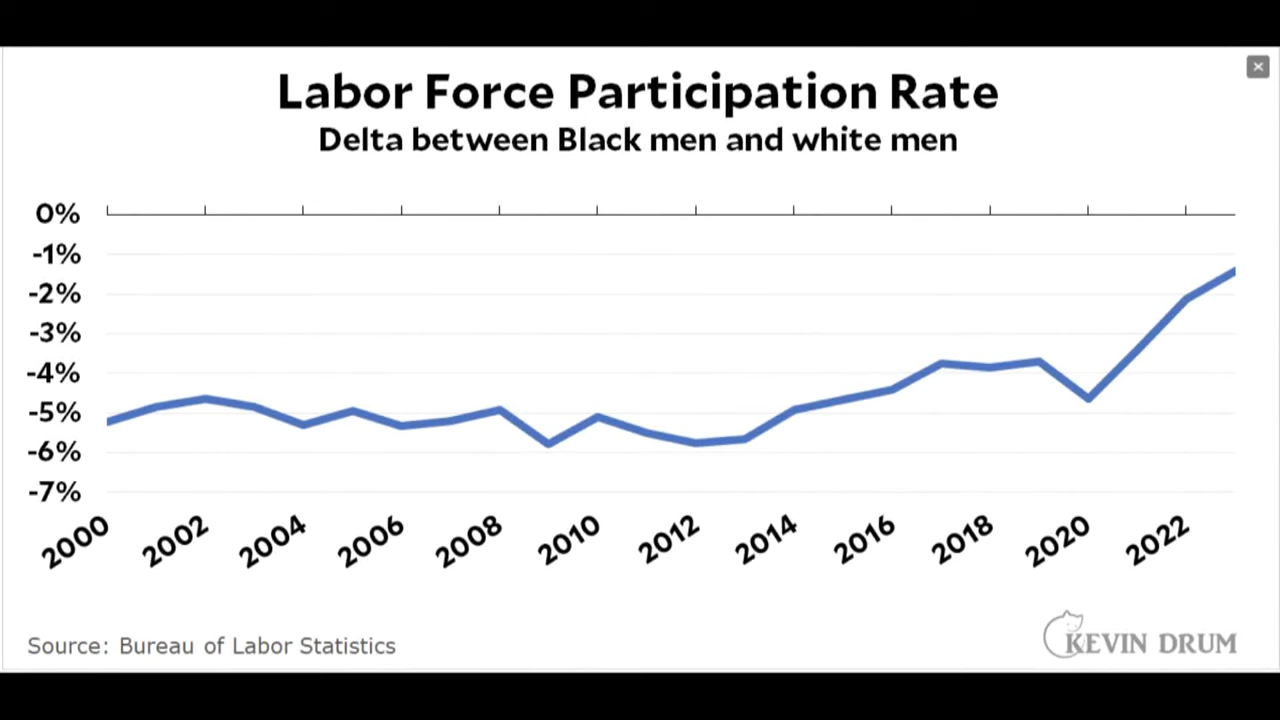 Labor Force Participation Rate
Delta between Black men and white men
0%
-1%
-2%
-3%
-4%
-5%
-6%
-7%
2000 2002 2004 2006 2008 2010 2012 2014 2016 2018 2020 2022
Source: Bureau of Labor Statistics
KEVIN DRUM